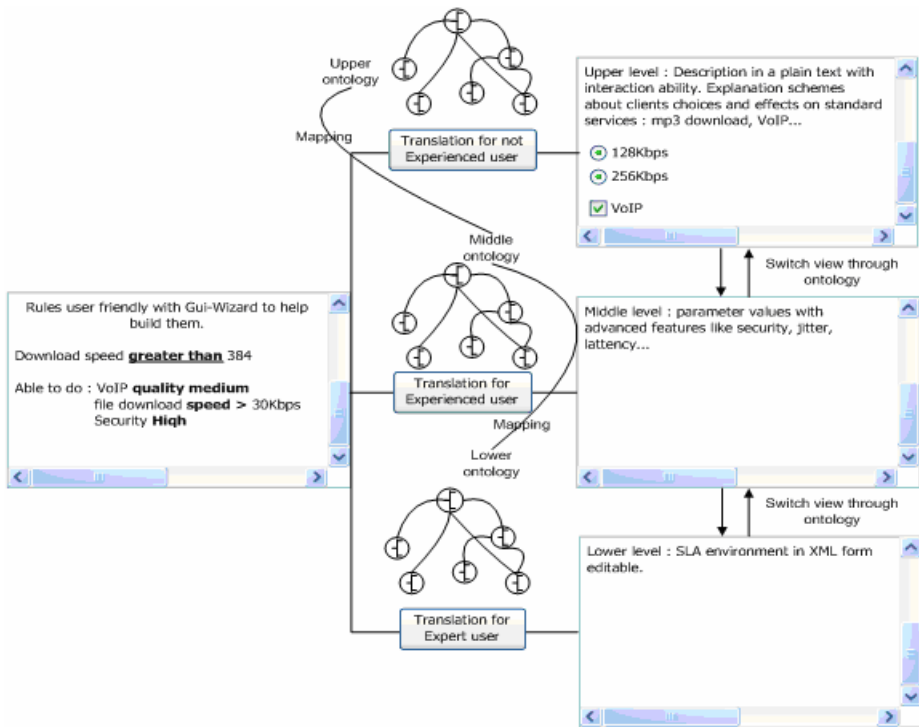 Upper
ontology
Mapping
Translation for not
Experienced user
Upper level : Description in a plain text with
interaction ability. Explanation schemes
about clients choices and effects on standard
services : mp3 download, VoIP...
128Kbps
256Kbps
VoIP
Middle
ontology
Switch view through
ontology
Rules user friendly with Gui-Wizard to help
build them.
Download speed greater than 384
Able to do : VoIP quality medium
file download speed > 30Kbps
Security High
Translation for
Experienced user
Middle level : parameter values with
advanced features like security, jitter,
lattency...
Mapping
Lower
ontology
Switch view through
ontology
Translation for
Expert user
Lower level : SLA environment in XML form
editable.